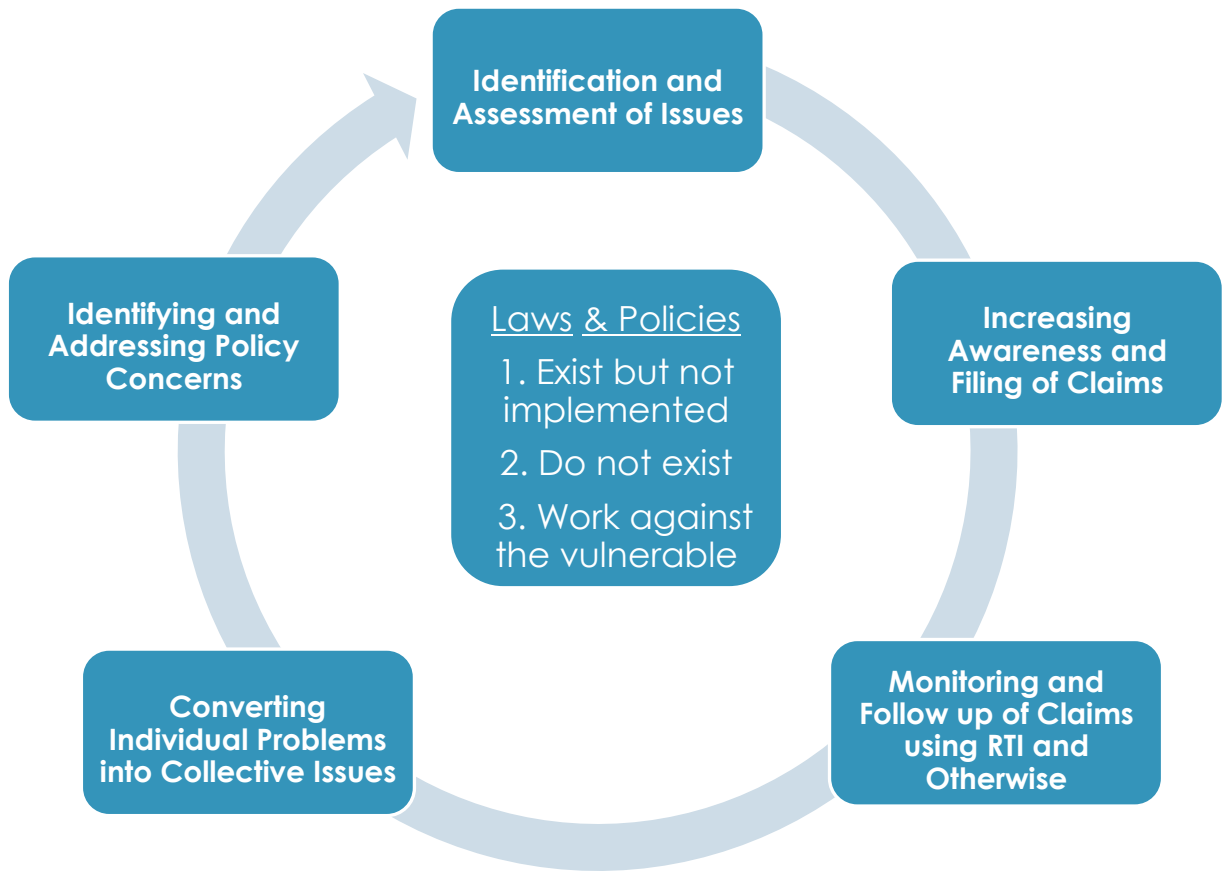 Identification and
Assessment of Issues
Increasing
Awareness and
Filing of Claims
Monitoring and
Follow up of Claims
using RTI and
Otherwise
Converting
Individual Problems
into Collective Issues
Identifying and
Addressing Policy
Concerns
Laws & Policies
1. Exist but not
implemented
2. Do not exist
3. Work against
the vulnerable